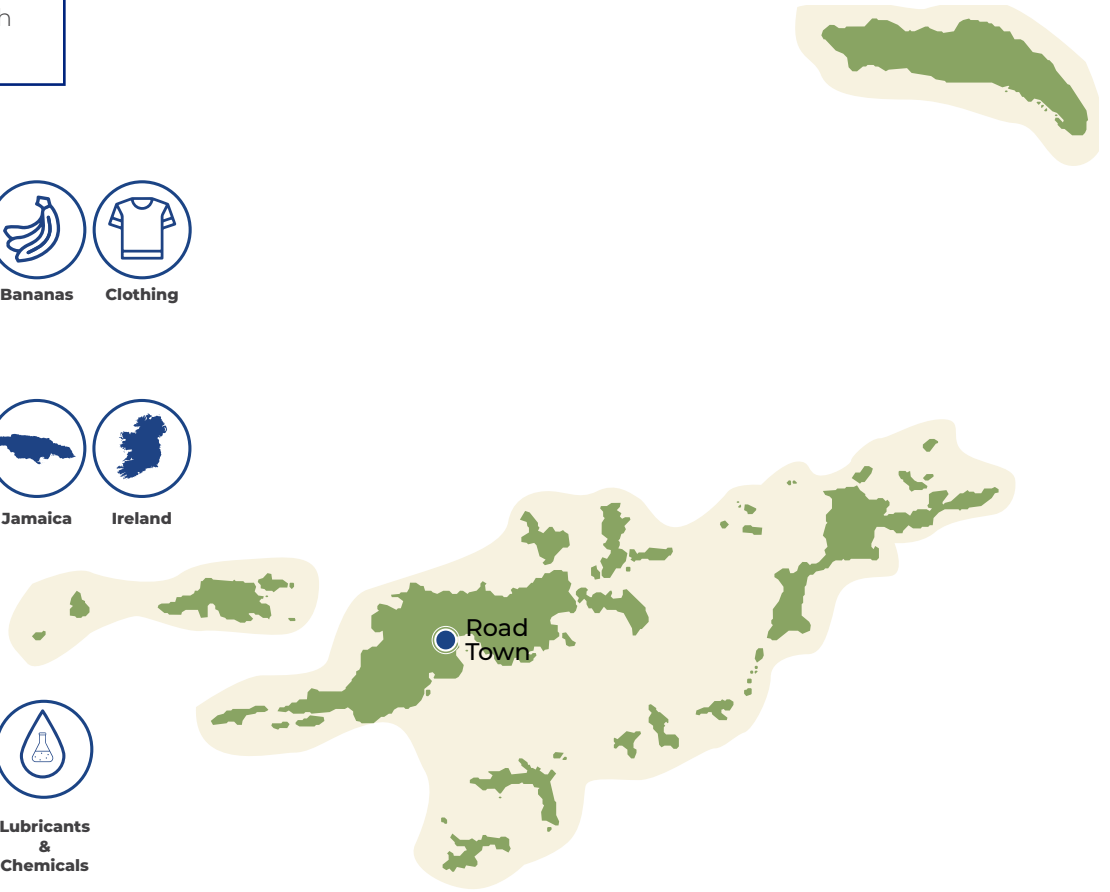 Bananas
Clothing
Jamaica
Ireland
Road
Town
Lubricants
&
Chemicals